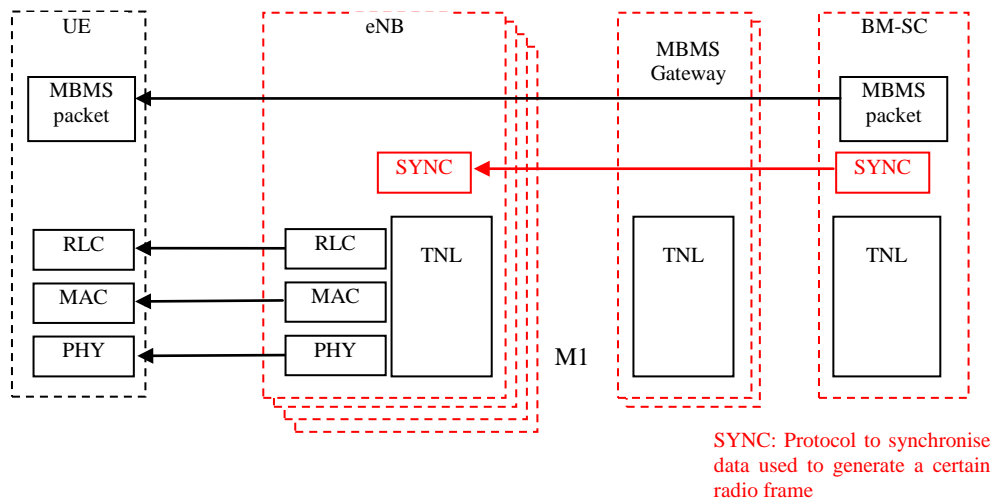 UE
eNB
MBMS
Gateway
BM-SC
MBMS
packet
MBMS
packet
SYNC
SYNC
RLC
RLC
TNL
TNL
TNL
MAC
MAC
PHY
PHY
M1
SYNC: Protocol to synchronise
data used to generate a certain
radio frame